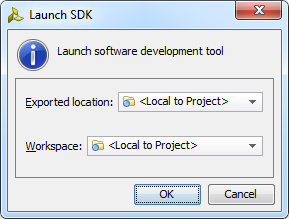 Launch SDK
Launch software development tool
Exported location: <Local to Project>
Workspace: <Local to Project>
OK Cancel